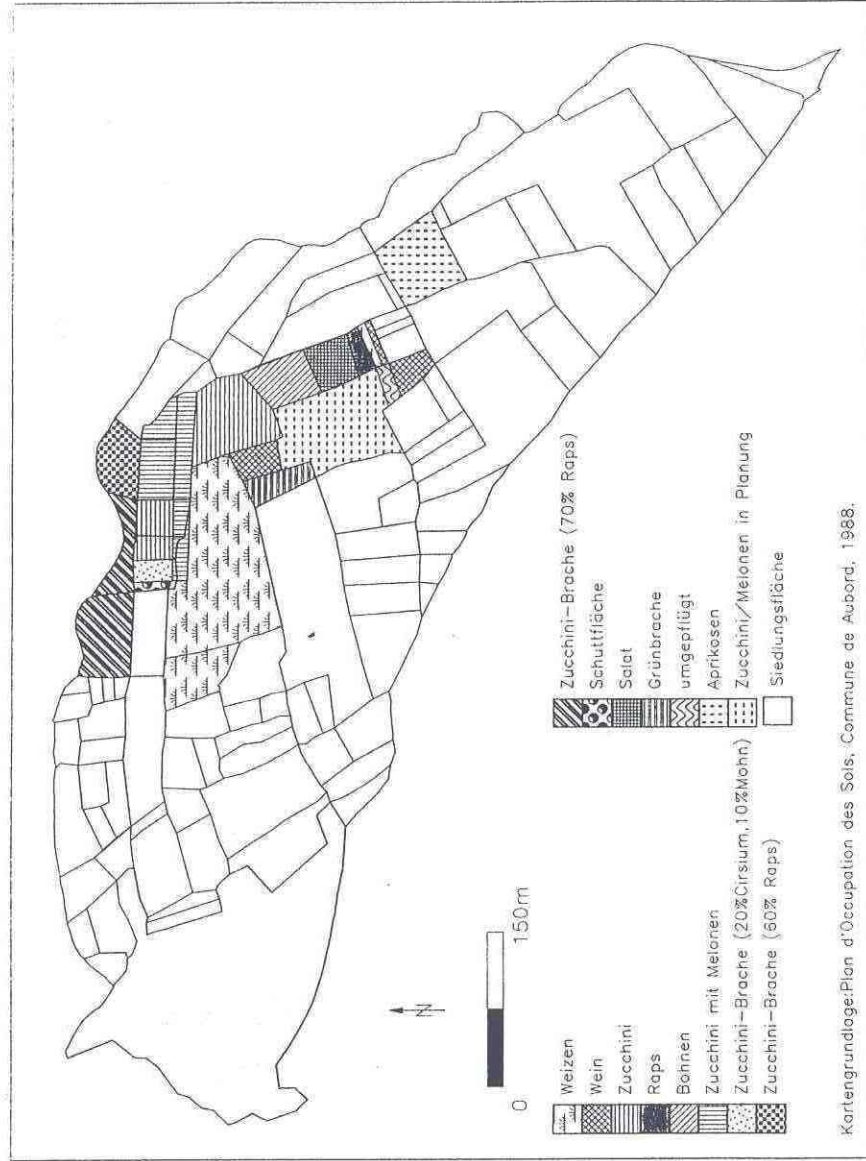 N
0
150m
Weizen
Wein
Zucchini
Raps
Bohnen
Zucchini mit Melonen
Zucchini-Brache (20%Cirsium,10%Mohn)
Zucchini-Brache (60% Raps)
Zucchini-Brache (70% Raps)
Schuttfläche
Salat
Grünbrache
umgepflügt
Aprikosen
Zucchini/Melonen in Planung
Siedlungsfläche
Kartengrundlage:Plan d'Occupation des Sols, Commune de Aubord, 1988.